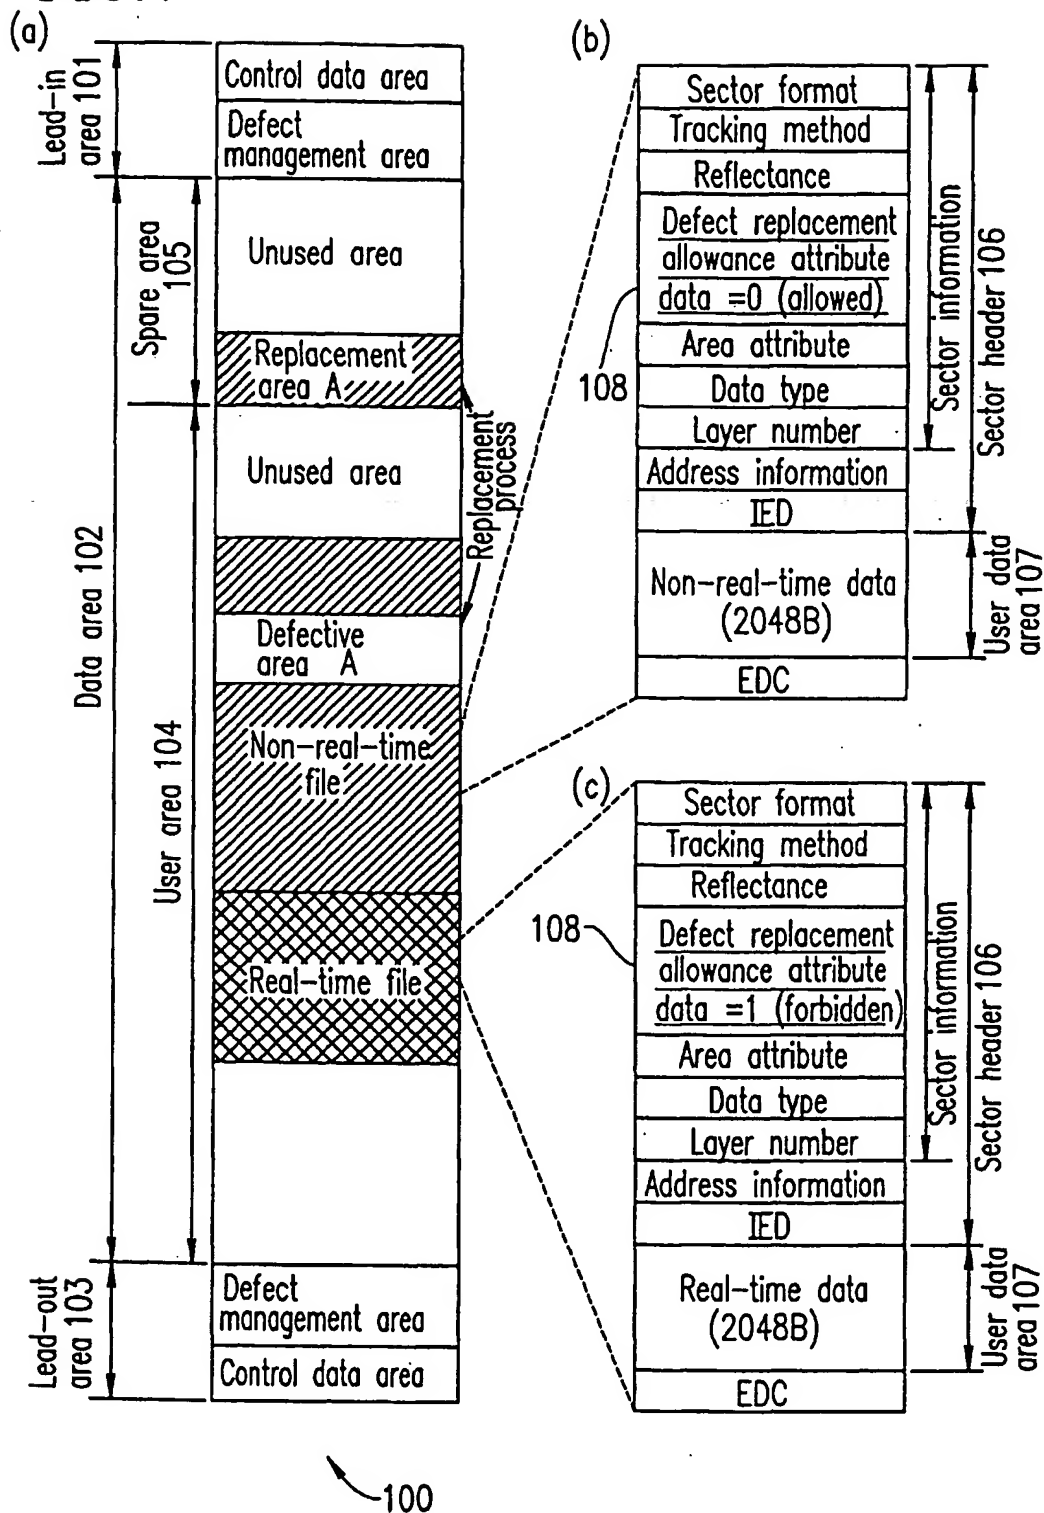 (a)
Lead-in
area 101
Control data area
Defect
management area
Data area 102
Spare area
105
Unused area
Replacement
area A
User area 104
Unused area
Replacement
process
Defective
area A
Non-real-time
file
Real-time file
Lead-out
area 103
Defect
management area
Control data area
100
(b)
Sector format
Tracking method
Reflectance
Defect replacement
allowance attribute
data =0 (allowed)
108
Area attribute
Data type
Layer number
Address information
IED
Non-real-time data
(2048B)
EDC
Sector information
Sector header 106
User data
area 107
(c)
Sector format
Tracking method
Reflectance
108
Defect replacement
allowance attribute
data =1 (forbidden)
Area attribute
Data type
Layer number
Address information
IED
Real-time data
(2048B)
EDC
Sector information
Sector header 106
User data
area 107